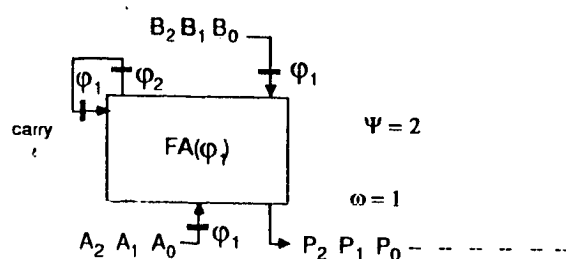 B₂ B₁ B₀
φ₁ φ₂ φ₁
carry
FA(φ₁)
Ψ = 2
ω = 1
φ₁
A₂ A₁ A₀ P₂ P₁ P₀ -- -- -- -- --